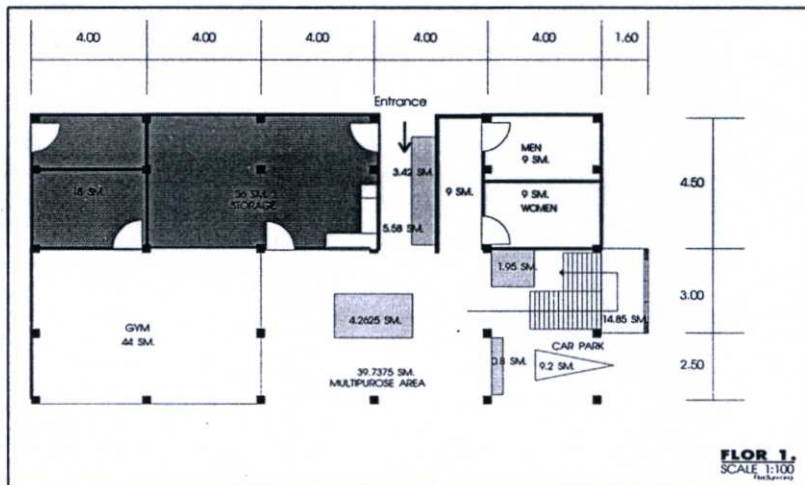 4.00 4.00 4.00 4.00 4.00 1.60
Entrance
MEN
9 SM.
3.42 SM.
4.50
18 SM.
36 SM.
STORAGE
9 SM.
9 SM.
WOMEN
5.58 SM.
1.95 SM.
3.00
4.2625 SM.
14.85 SM.
GYM
44 SM.
CAR PARK
0.8 SM.
9.2 SM.
2.50
39.7375 SM.
MULTIPUROSE AREA
FLOR 1.
SCALE 1:100